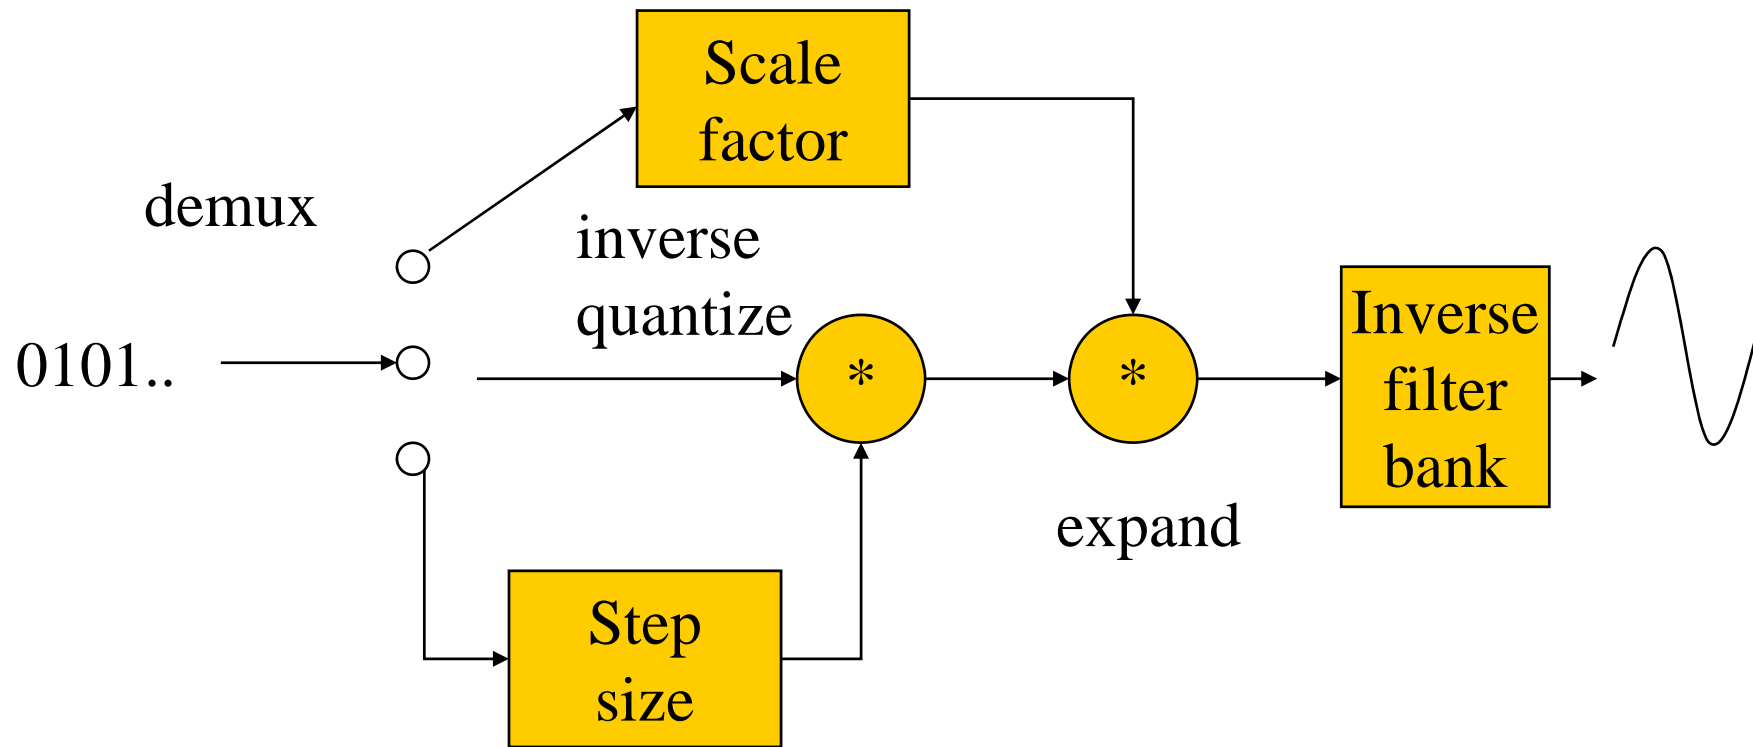 Scale
factor
demux
inverse
quantize
0101..
*
*
Inverse
filter
bank
expand
Step
size